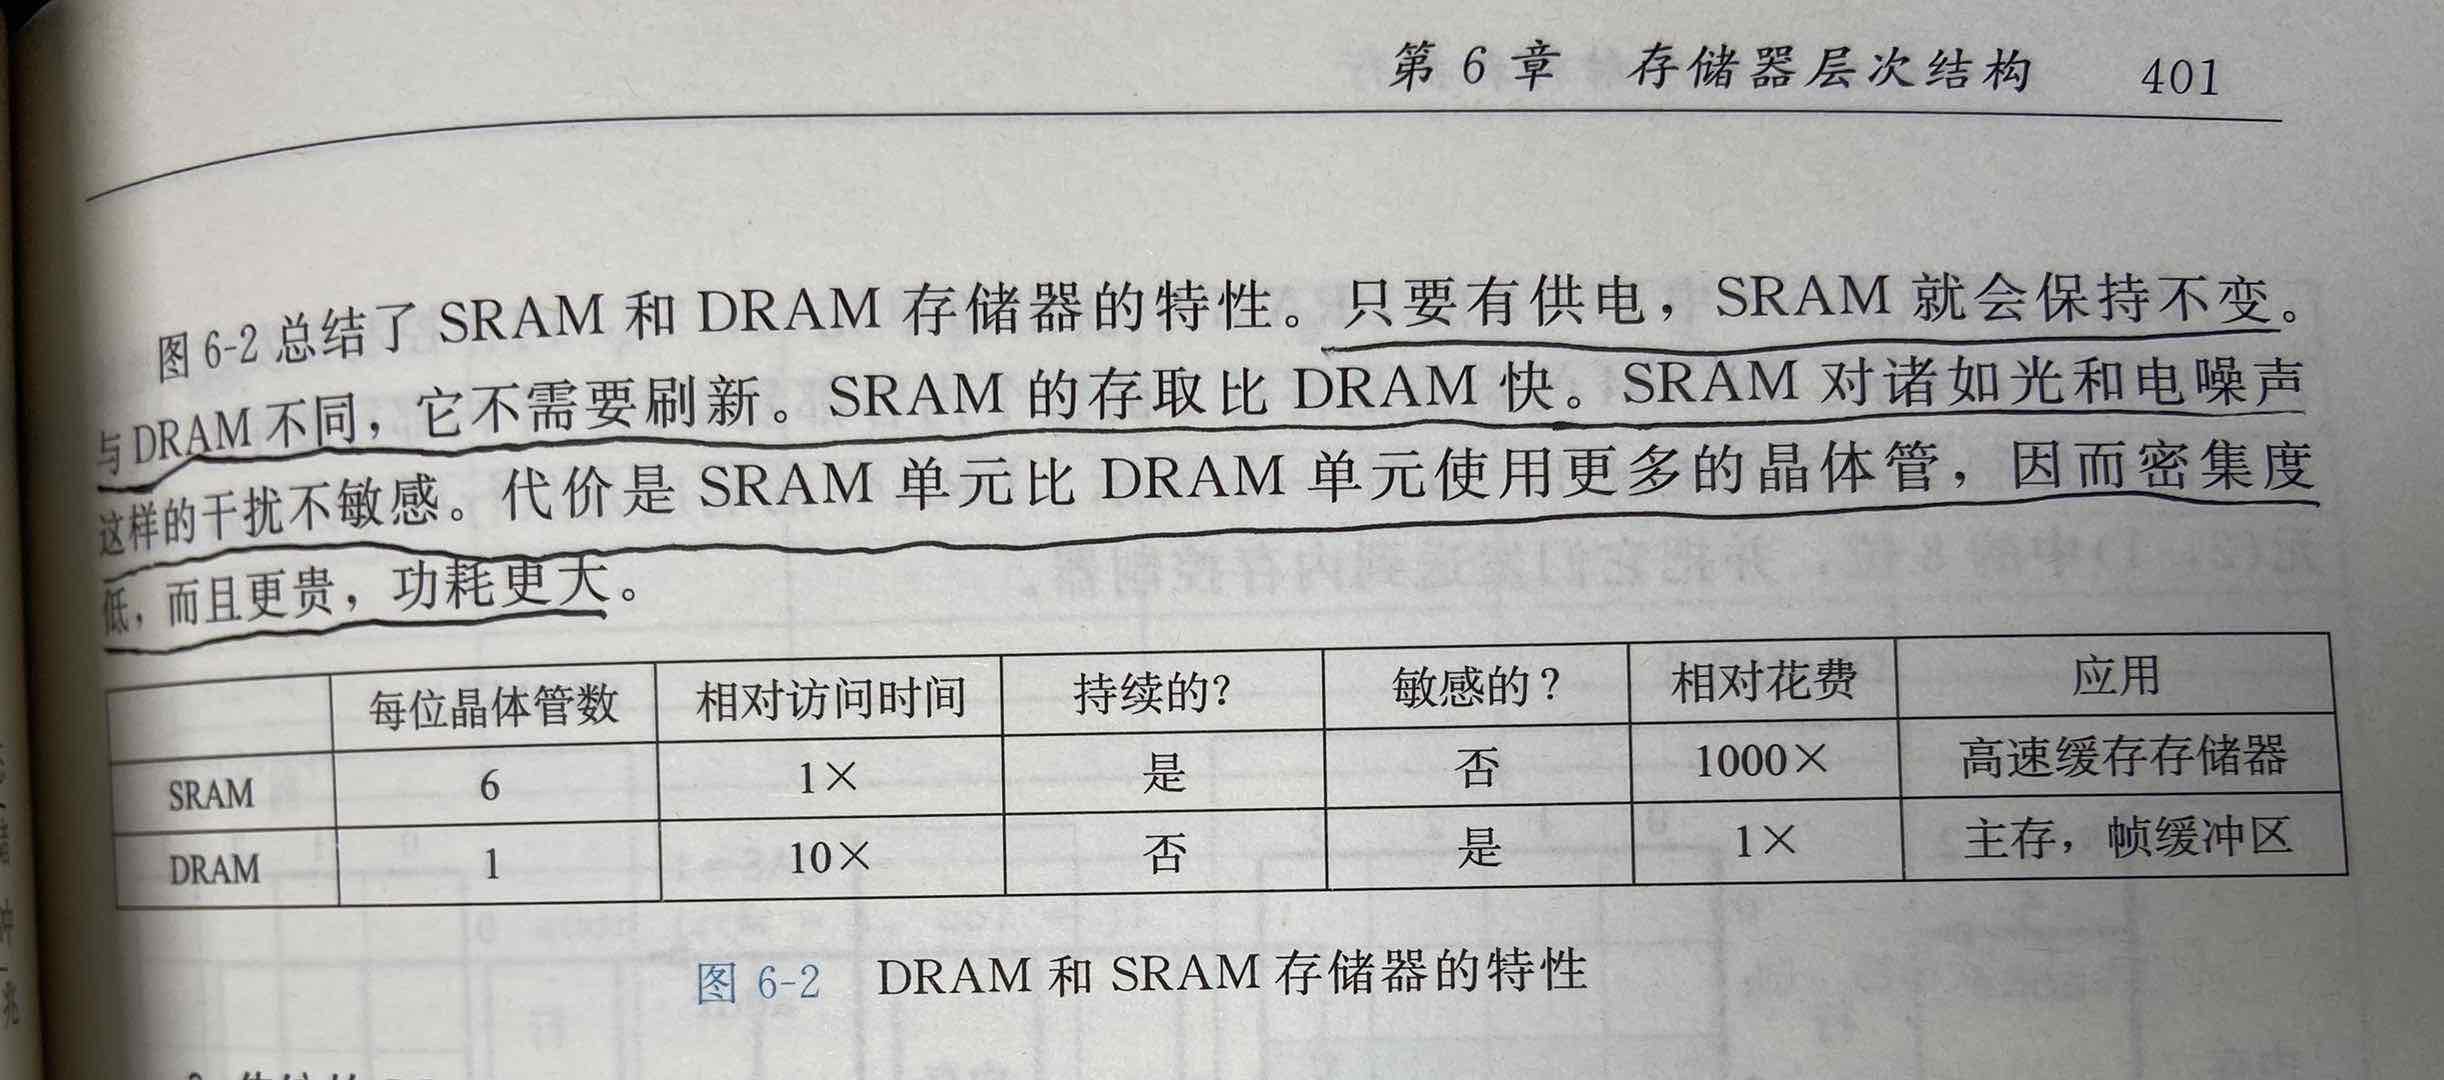 第 6 章 存储器层次结构 401
图 6-2 总结了 SRAM 和 DRAM 存储器的特性。只要有供电，SRAM 就会保持不变。
与 DRAM 不同，它不需要刷新。SRAM 的存取比 DRAM 快。SRAM 对诸如光和电噪声
这样的干扰不敏感。代价是 SRAM 单元比 DRAM 单元使用更多的晶体管，因而密集度
低，而且更贵，功耗更大。
每位晶体管数 相对访问时间 持续的？ 敏感的？ 相对花费 应用
SRAM 6 1× 是 否 1000× 高速缓存存储器
DRAM 1 10× 否 是 1× 主存，帧缓冲区
图 6-2 DRAM 和 SRAM 存储器的特性